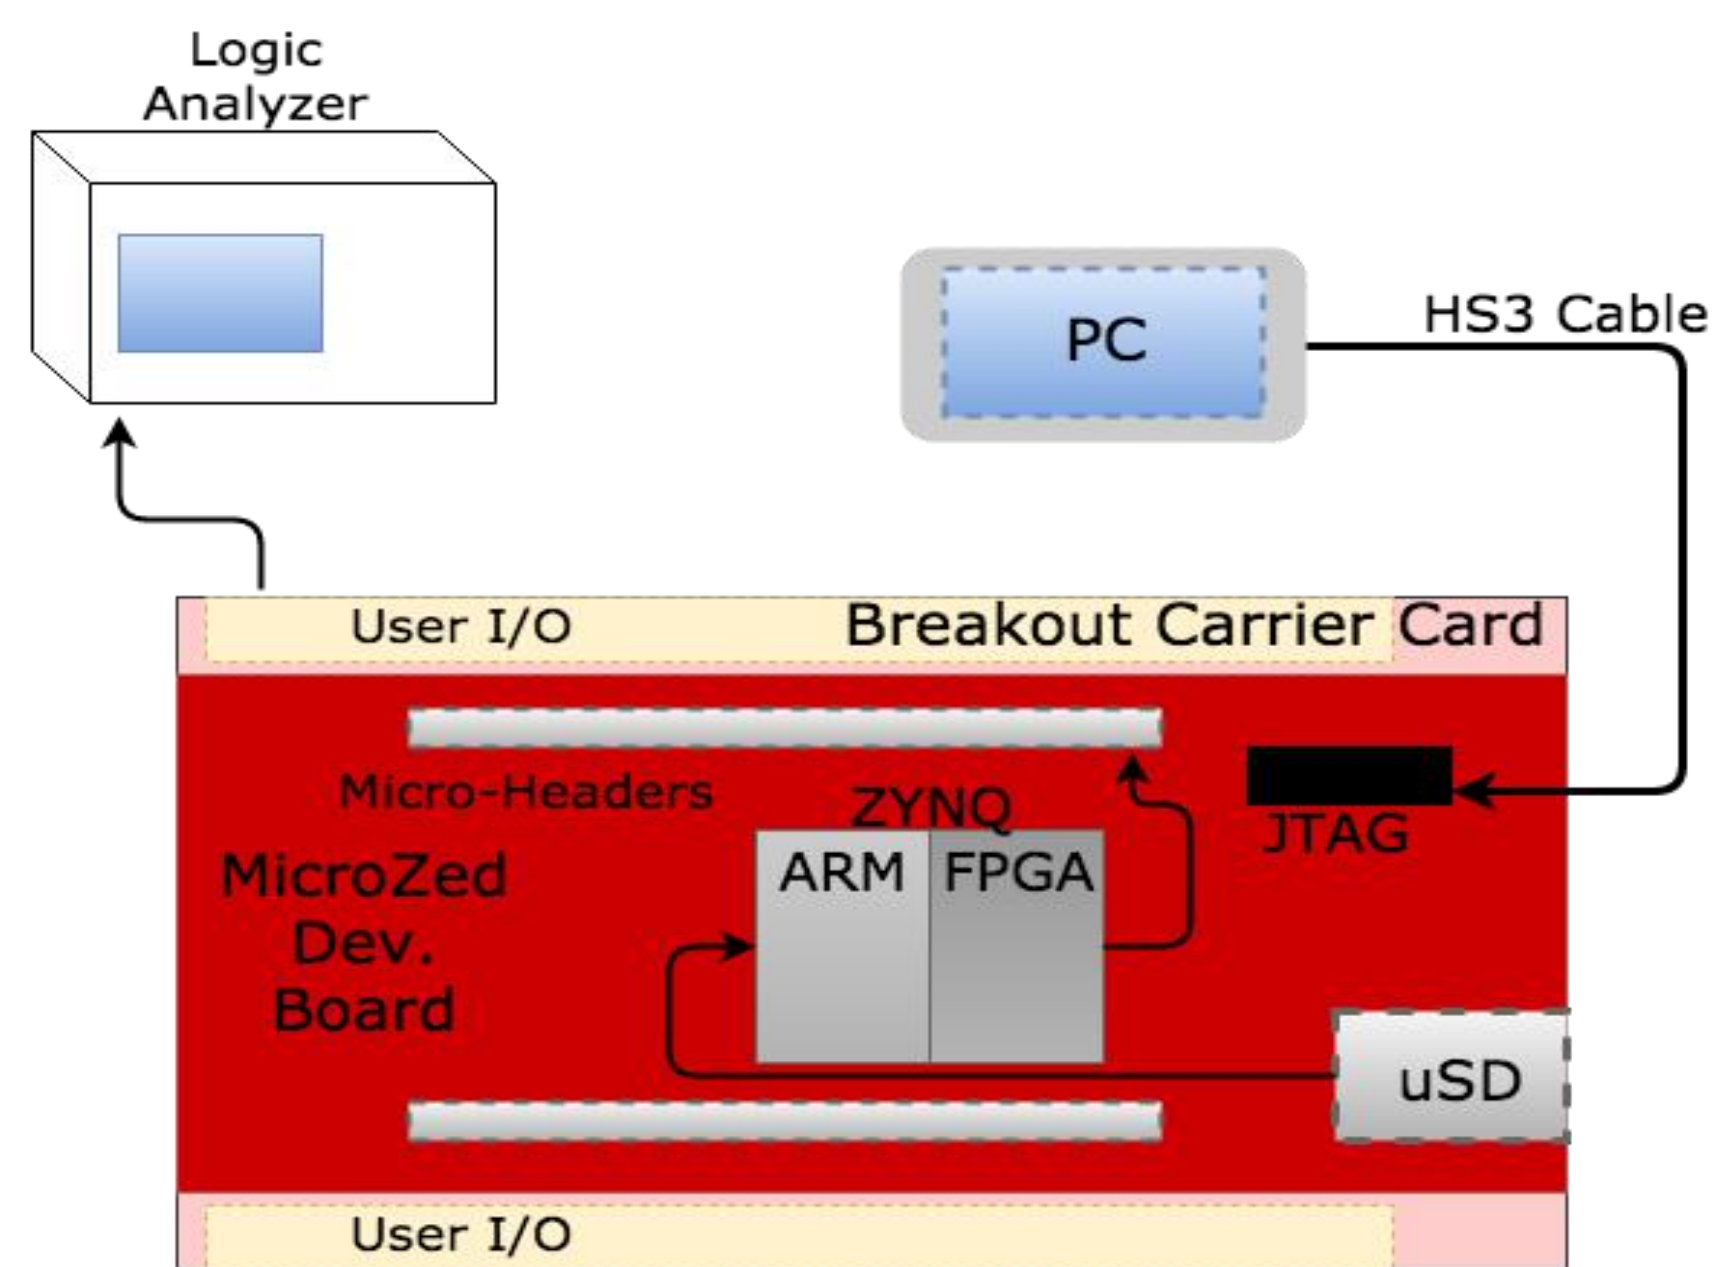 Logic
Analyzer
PC
HS3 Cable
User I/O
Breakout Carrier Card
Micro-Headers
ZYNQ
JTAG
ARM
FPGA
MicroZed
Dev.
Board
uSD
User I/O